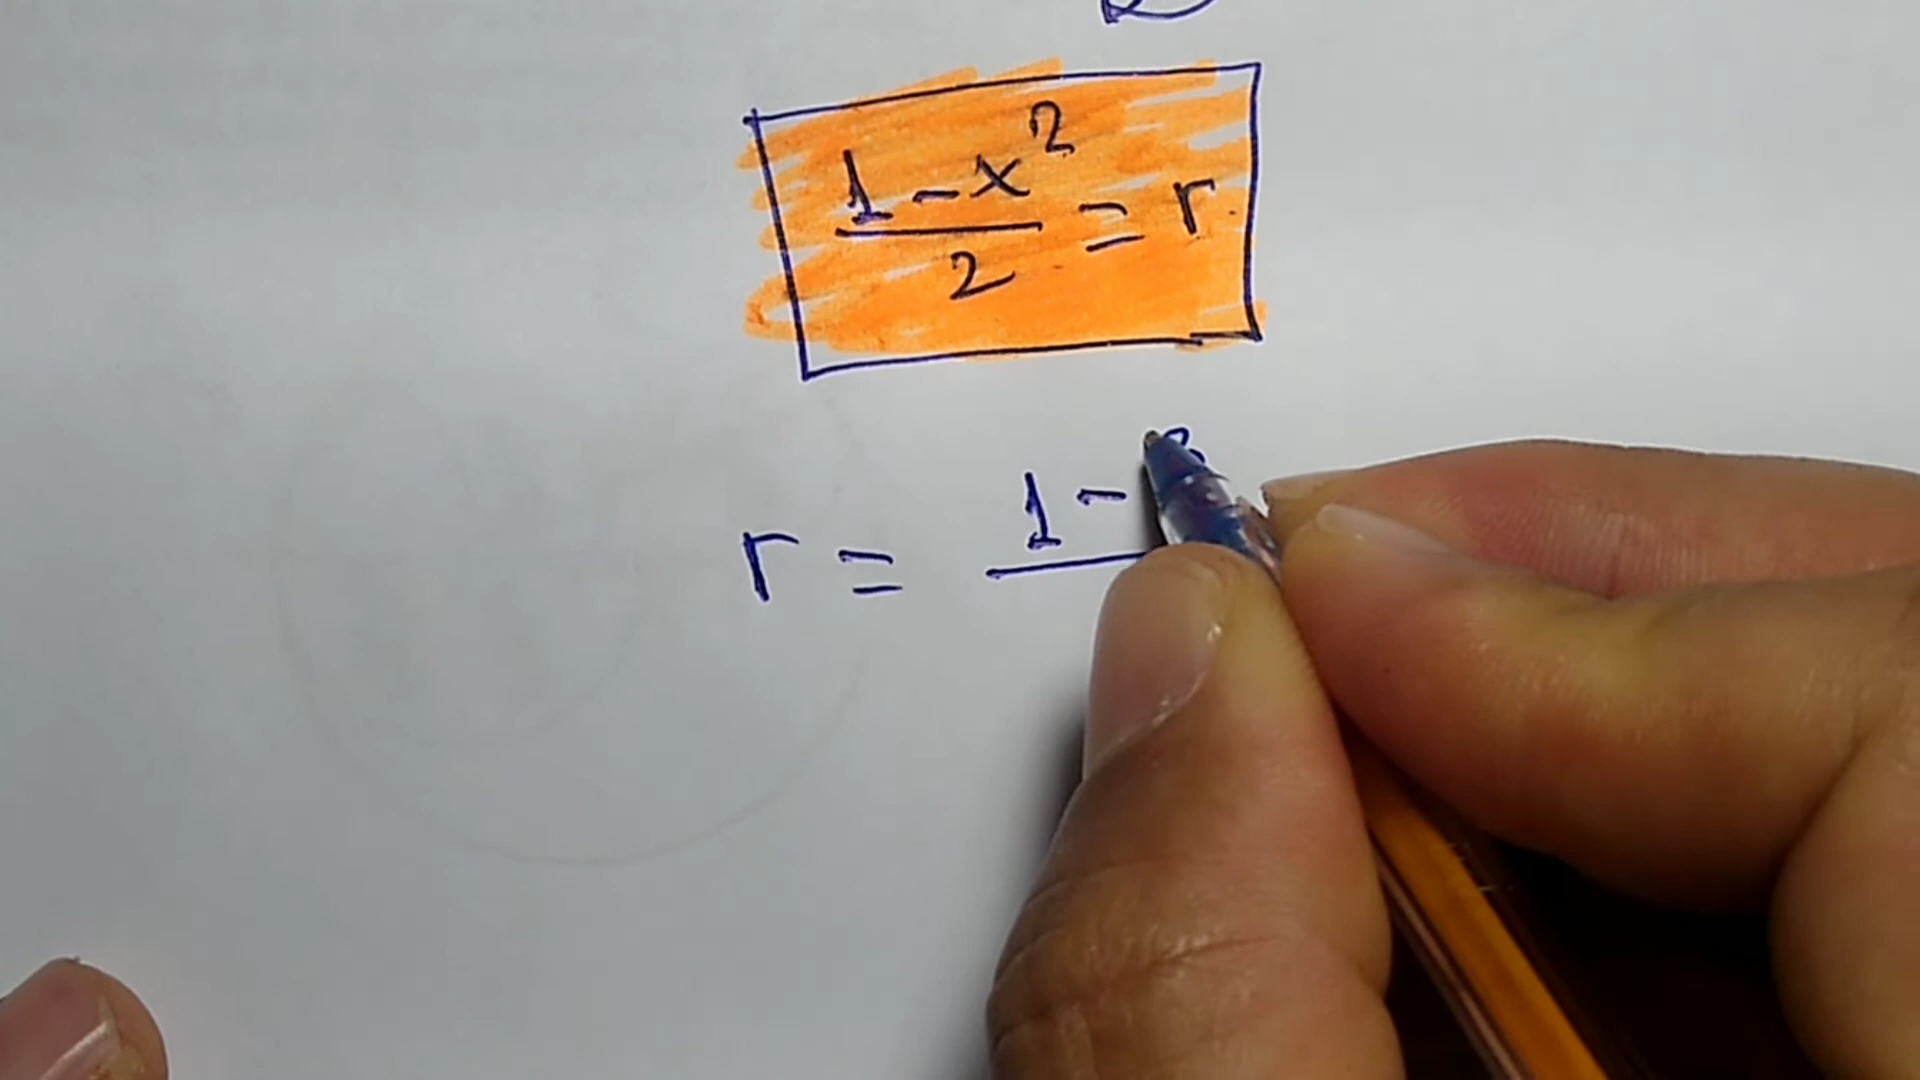 1-x²/2 = r
r = 1-